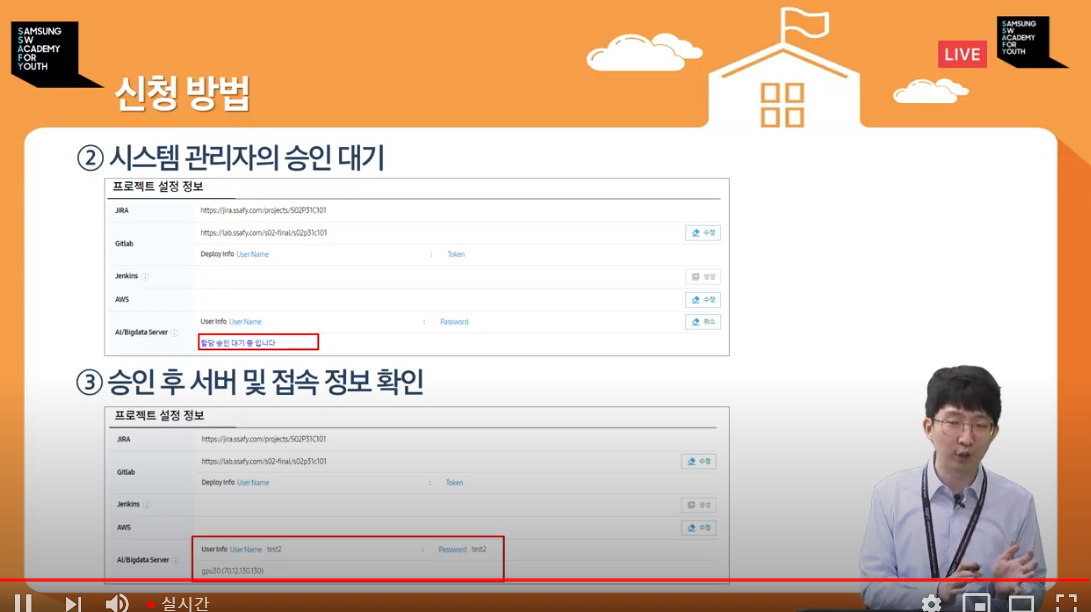 SAMSUNG
SW
ACADEMY
FOR
YOUTH
SAMSUNG
SW
ACADEMY
FOR
YOUTH
LIVE
신청 방법
② 시스템 관리자의 승인 대기
프로젝트 설정 정보
JIRA https://jira.ssafy.com/projects/S02P31C101
Gitlab https://lab.ssafy.com/s02-final/s02p31c101 수정
Deploy Info User Name : Token
Jenkins 생성
AWS 수정
AI/Bigdata Server User Info User Name : Password 취소
할당 승인 대기 중 입니다
③ 승인 후 서버 및 접속 정보 확인
프로젝트 설정 정보
JIRA https://jira.ssafy.com/projects/S02P31C101
Gitlab https://lab.ssafy.com/s02-final/s02p31c101 수정
Deploy Info User Name : Token
Jenkins 생성
AWS 수정
AI/Bigdata Server User Info User Name test2 : Password test2
gpu30 (70.12.130.130)
실시간